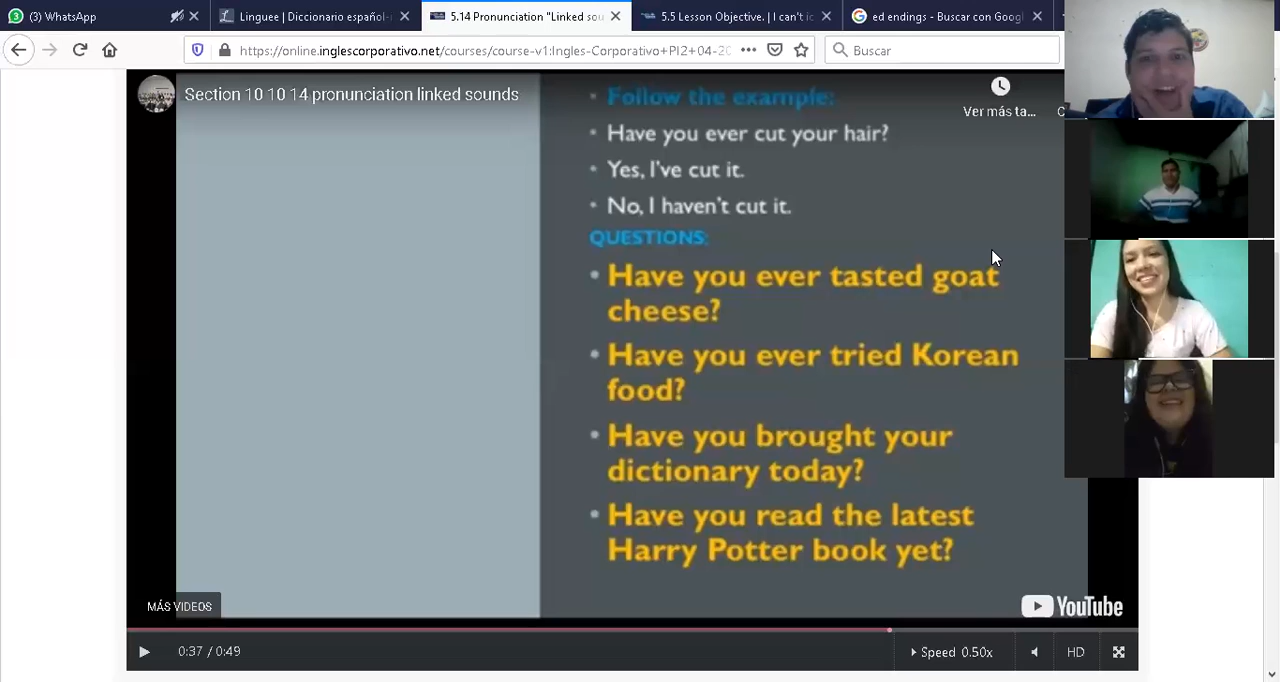 (3) WhatsApp
Linguee | Diccionario español-
5.14 Pronunciation "Linked sou
5.5 Lesson Objective. | I can't ic
ed endings - Buscar con Googl
https://online.inglescorporativo.net/courses/course-v1:Ingles-Corporativo+PI2+04-20
Buscar
Section 10 10 14 pronunciation linked sounds
Ver más ta...
• Follow the example:
• Have you ever cut your hair?
• Yes, I've cut it.
• No, I haven't cut it.
QUESTIONS:
• Have you ever tasted goat
cheese?
• Have you ever tried Korean
food?
• Have you brought your
dictionary today?
• Have you read the latest
Harry Potter book yet?
MÁS VIDEOS
YouTube
0:37 / 0:49
Speed 0.50x
HD